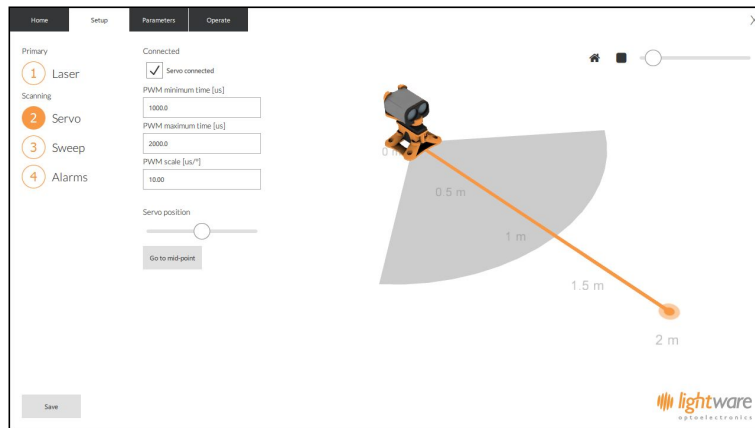 Home Setup Parameters Operate
Primary
1 Laser
Scanning
2 Servo
3 Sweep
4 Alarms
Connected
Servo connected
PWM minimum time [us]
1000.0
PWM maximum time [us]
2000.0
PWM scale [us/°]
10.00
Servo position
Go to mid-point
Save
0 m
0.5 m
1 m
1.5 m
2 m
lightware
optoelectronics